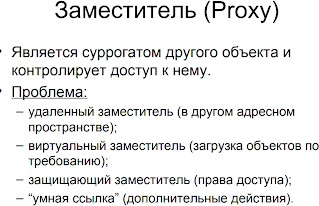 Заместитель (Proxy)
• Является суррогатом другого объекта и
контролирует доступ к нему.
• Проблема:
– удаленный заместитель (в другом адресном
пространстве);
– виртуальный заместитель (загрузка объектов по
требованию);
– защищающий заместитель (права доступа);
– “умная ссылка” (дополнительные действия).